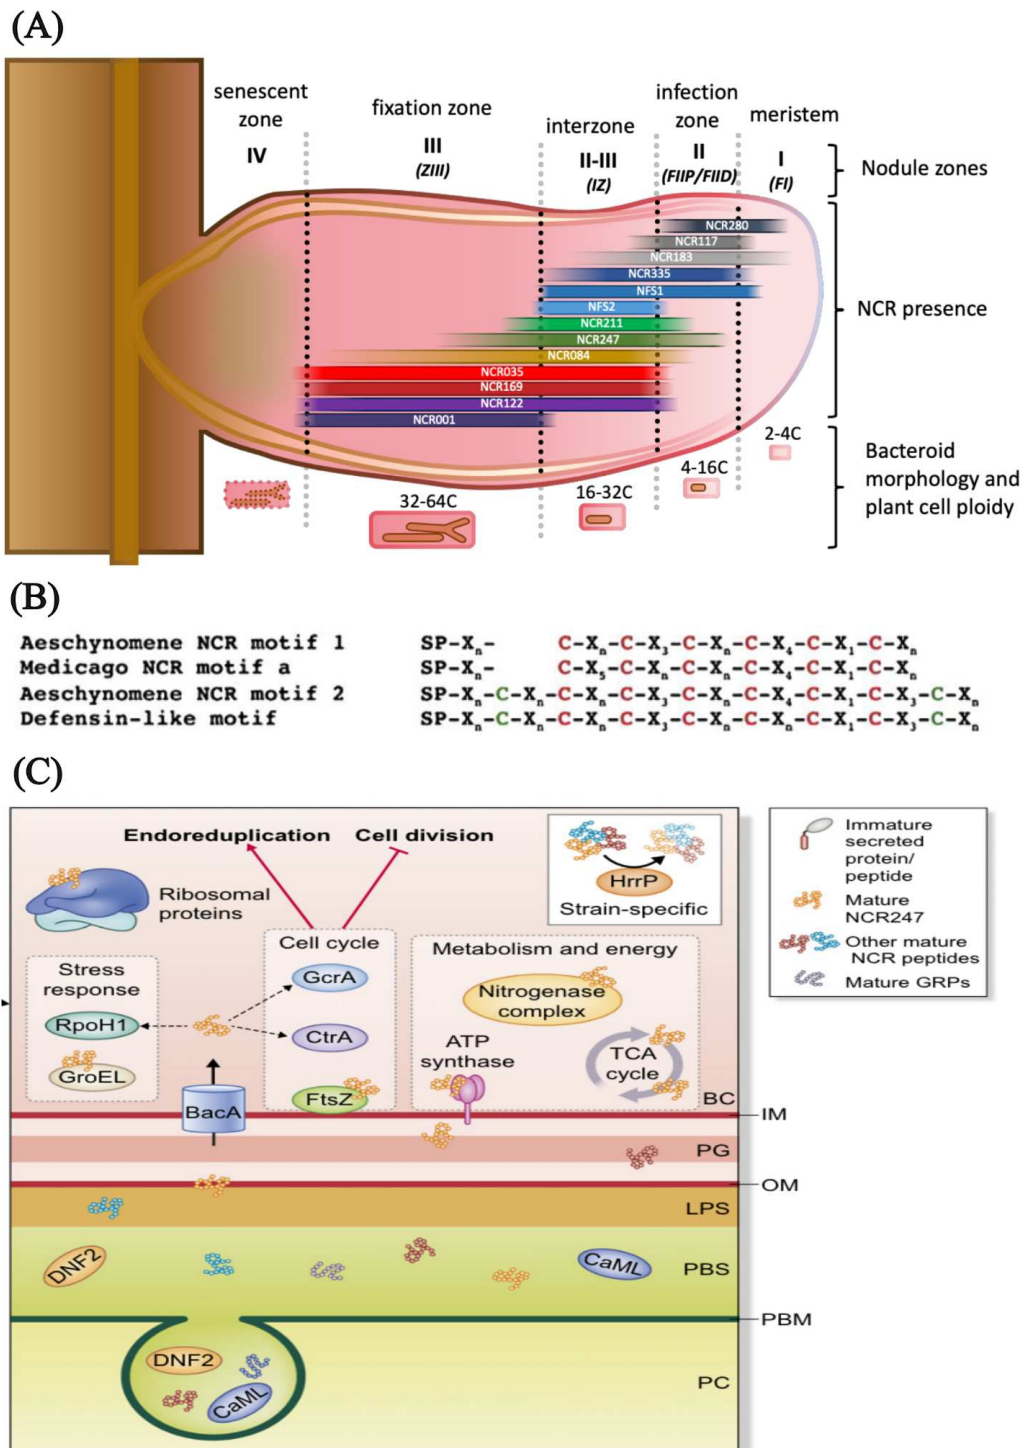 (A)
senescent
zone
IV
fixation zone
III
(ZIII)
interzone
II-III
(IZ)
infection
zone
II
(FIIP/FIID)
meristem
I
(FI)
Nodule zones
NCR280
NCR117
NCR183
NCR335
NFS1
NFS2
NCR211
NCR247
NCR084
NCR035
NCR169
NCR122
NCR001
NCR presence
2-4C
4-16C
16-32C
32-64C
Bacteroid
morphology and
plant cell ploidy
(B)
Aeschynomene NCR motif 1 SP-Xn- C-Xn-C-X3-C-Xn-C-X4-C-X1-C-Xn
Medicago NCR motif a SP-Xn- C-X5-C-Xn-C-Xn-C-X4-C-X1-C-Xn
Aeschynomene NCR motif 2 SP-Xn-C-Xn-C-Xn-C-X3-C-Xn-C-X4-C-X1-C-X3-C-Xn
Defensin-like motif SP-Xn-C-Xn-C-Xn-C-X3-C-Xn-C-Xn-C-X1-C-X3-C-Xn
(C)
Endoreduplication Cell division
HrrP
Strain-specific
Ribosomal
proteins
Stress
response
RpoH1
GroEL
Cell cycle
GcrA
CtrA
FtsZ
Metabolism and energy
Nitrogenase
complex
ATP
synthase
TCA
cycle
BacA
BC
IM
PG
OM
LPS
DNF2
CaML
PBS
PBM
DNF2
CaML
PC
Immature
secreted
protein/
peptide
Mature
NCR247
Other mature
NCR peptides
Mature GRPs